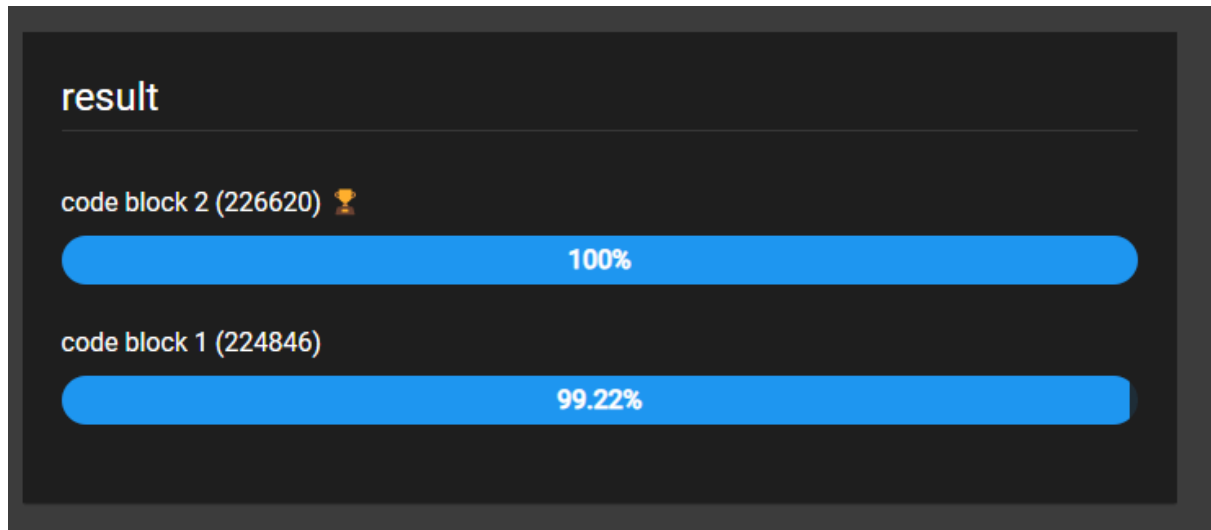 result
code block 2 (226620) 🏆
100%
code block 1 (224846)
99.22%